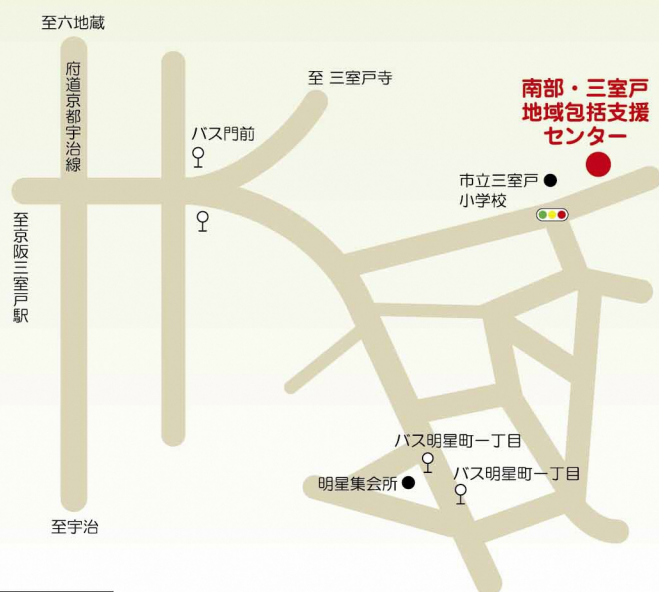 至六地蔵
府道京都宇治線
至 三室戸寺
バス門前
南部・三室戸
地域包括支援
センター
市立三室戸
小学校
至京阪三室戸駅
バス明星町一丁目
バス明星町一丁目
明星集会所
至宇治